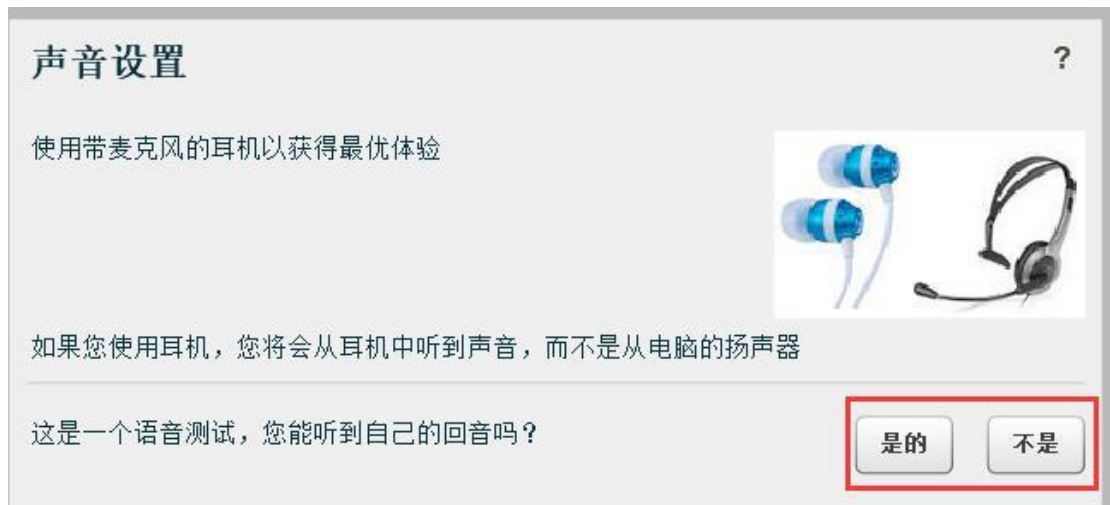 声音设置
?
使用带麦克风的耳机以获得最优体验
如果您使用耳机，您将会从耳机中听到声音，而不是从电脑的扬声器
这是一个语音测试，您能听到自己的回音吗?
是的
不是